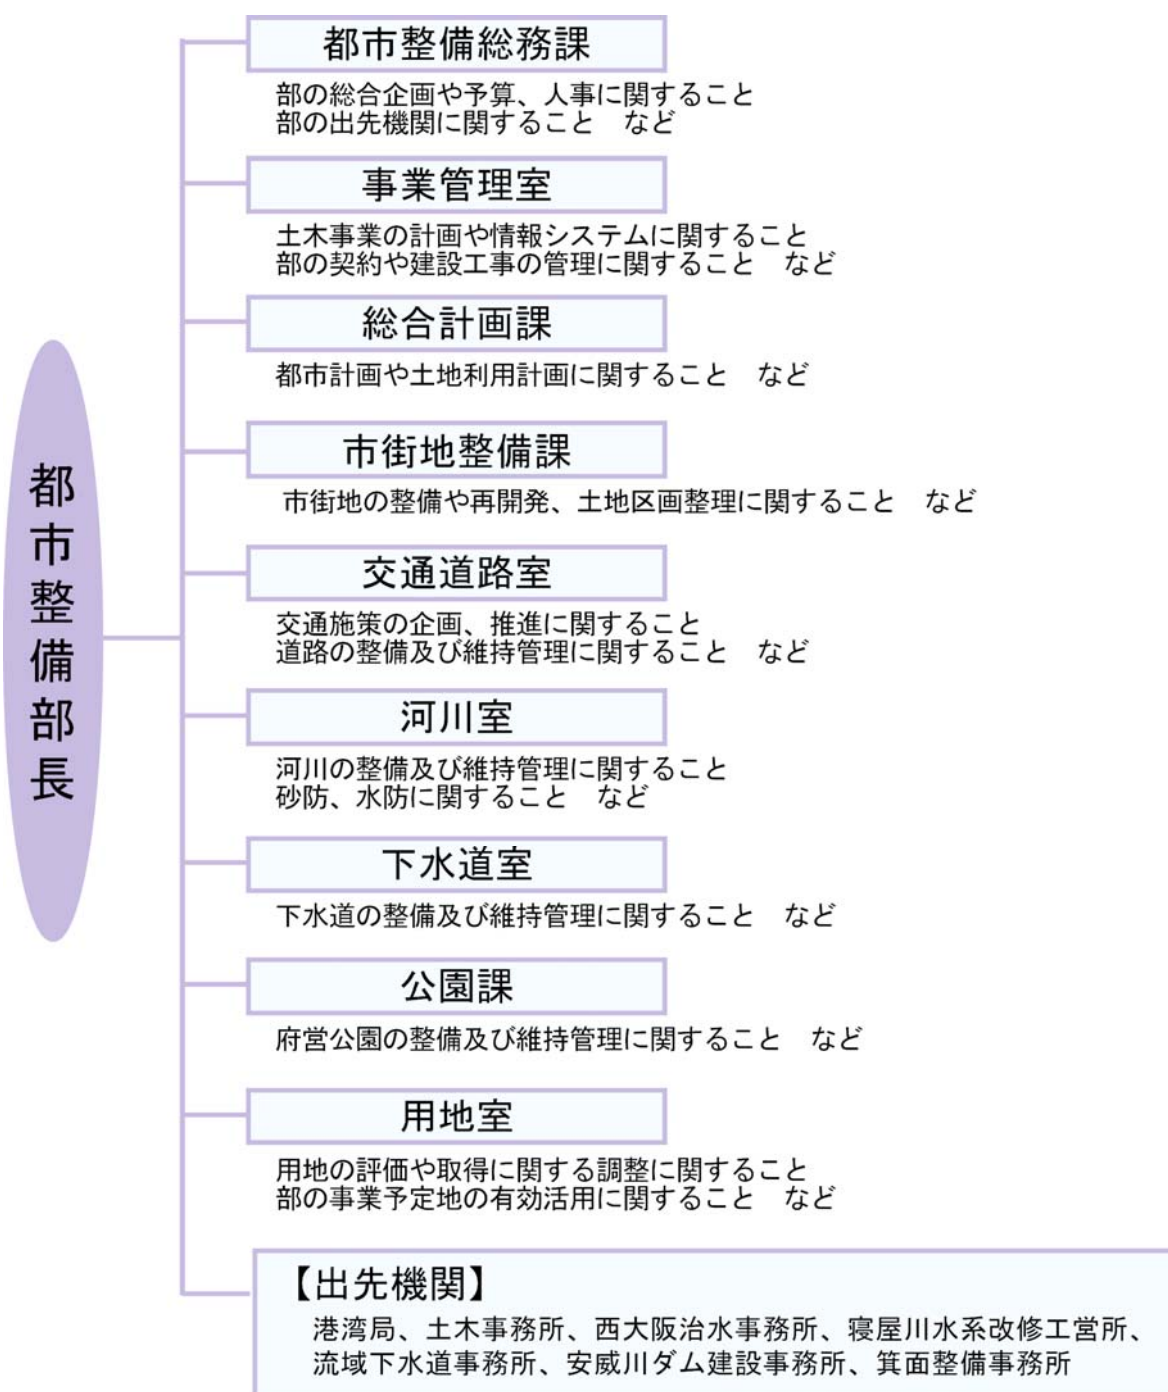 都市整備部長
都市整備総務課
部の総合企画や予算、人事に関すること
部の出先機関に関すること　など
事業管理室
土木事業の計画や情報システムに関すること
部の契約や建設工事の管理に関すること　など
総合計画課
都市計画や土地利用計画に関すること　など
市街地整備課
市街地の整備や再開発、土地区画整理に関すること　など
交通道路室
交通施策の企画、推進に関すること
道路の整備及び維持管理に関すること　など
河川室
河川の整備及び維持管理に関すること
砂防、水防に関すること　など
下水道室
下水道の整備及び維持管理に関すること　など
公園課
府営公園の整備及び維持管理に関すること　など
用地室
用地の評価や取得に関する調整に関すること
部の事業予定地の有効活用に関すること　など
【出先機関】
港湾局、土木事務所、西大阪治水事務所、寝屋川水系改修工営所、
流域下水道事務所、安威川ダム建設事務所、箕面整備事務所